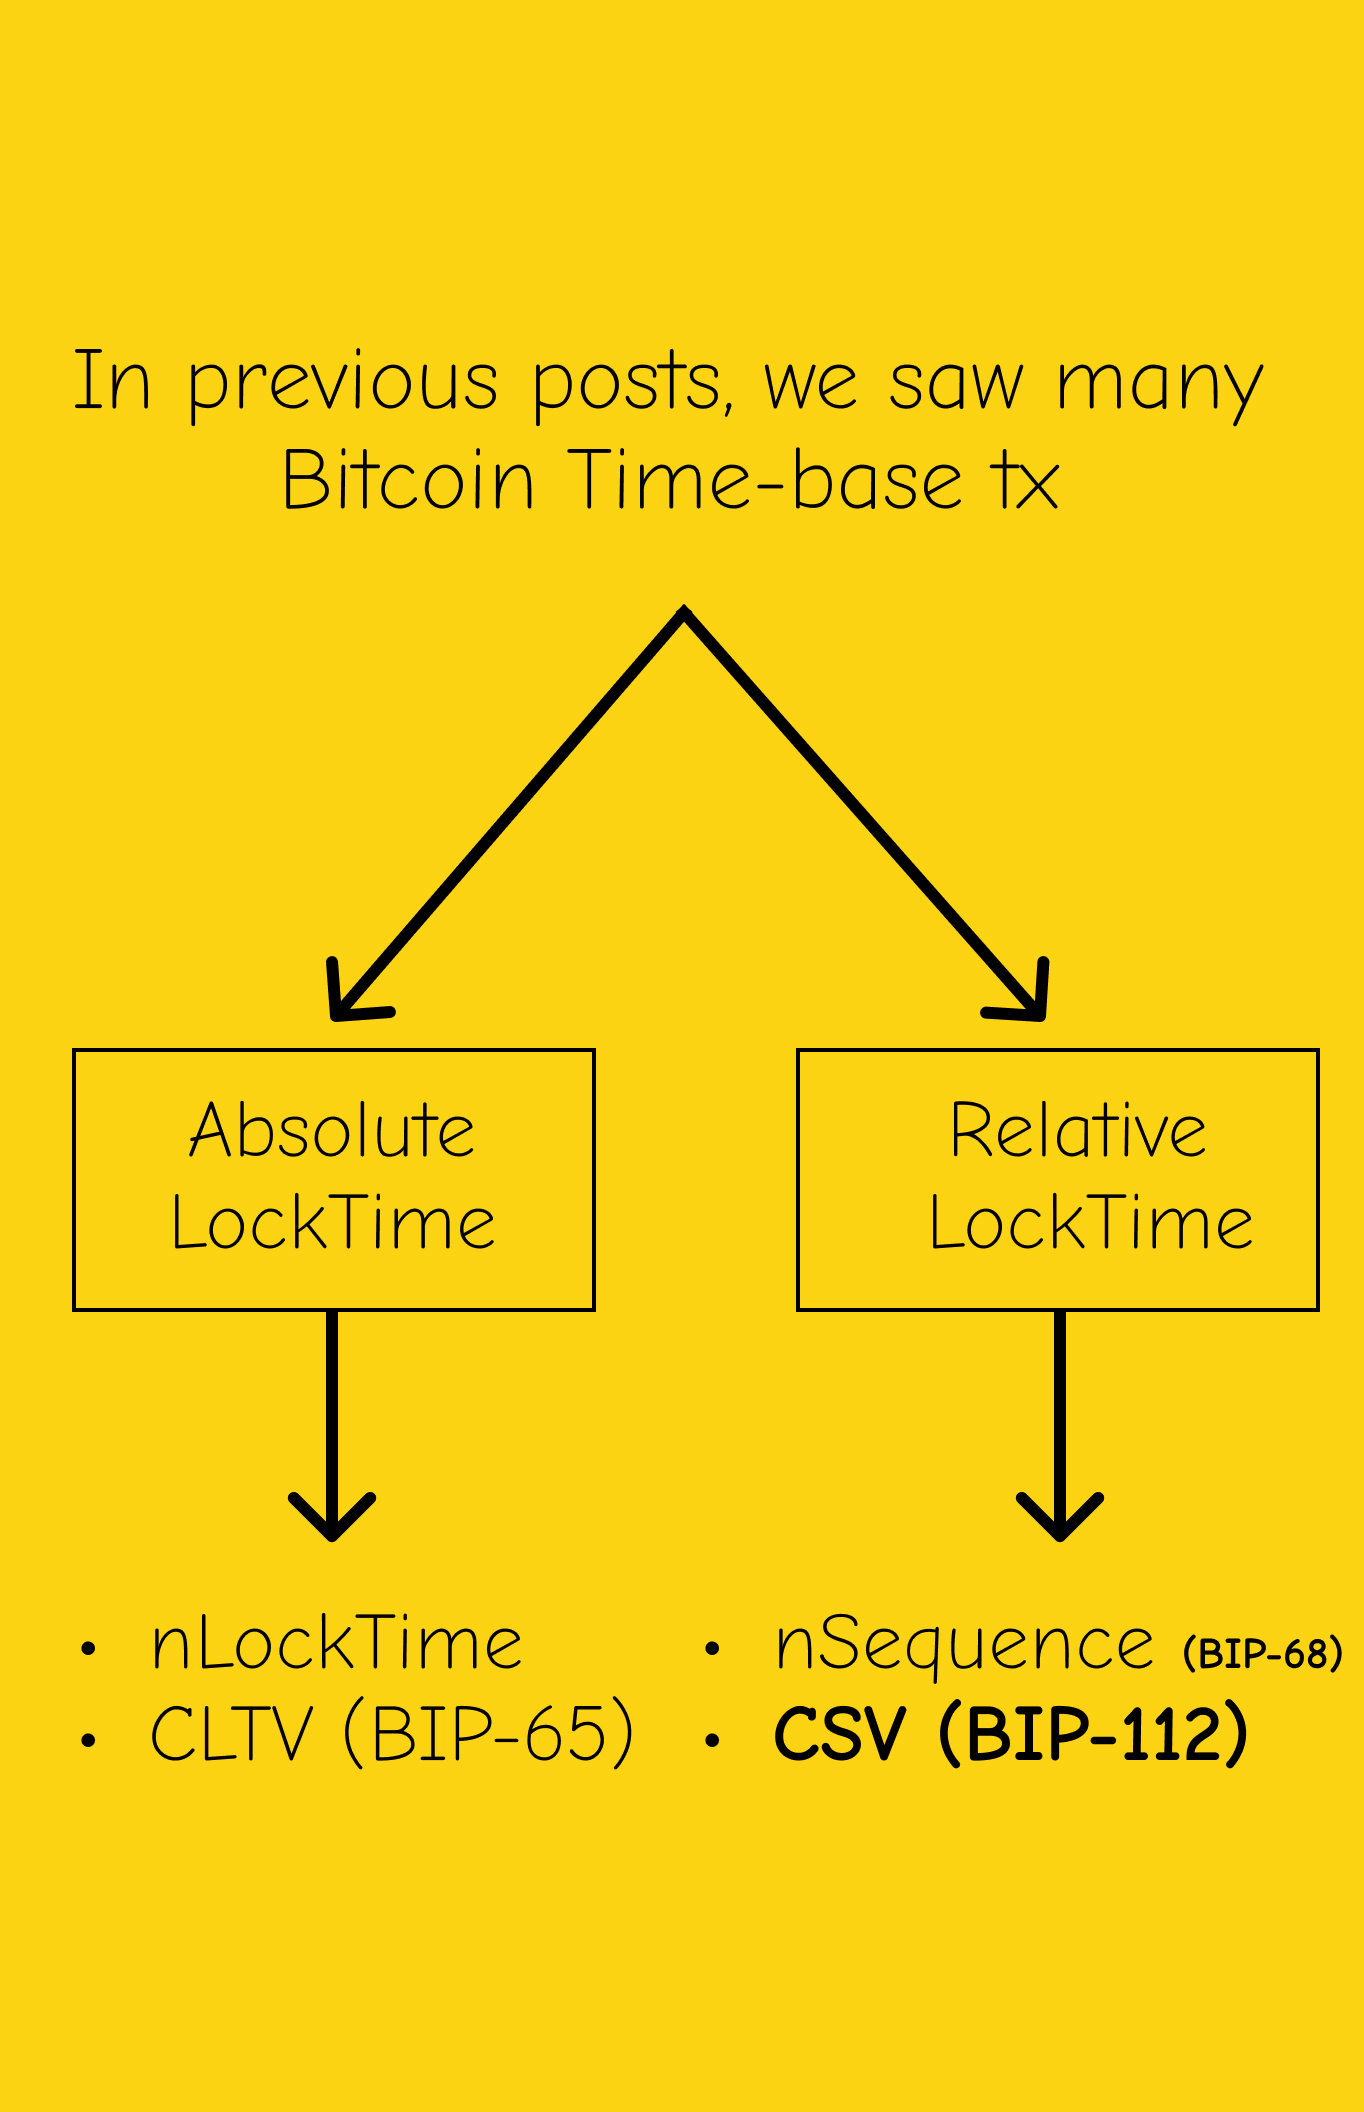 In previous posts, we saw many
Bitcoin Time-base tx
Absolute
LockTime
Relative
LockTime
• nLockTime
• CLTV (BIP-65)
• nSequence (BIP-68)
• CSV (BIP-112)